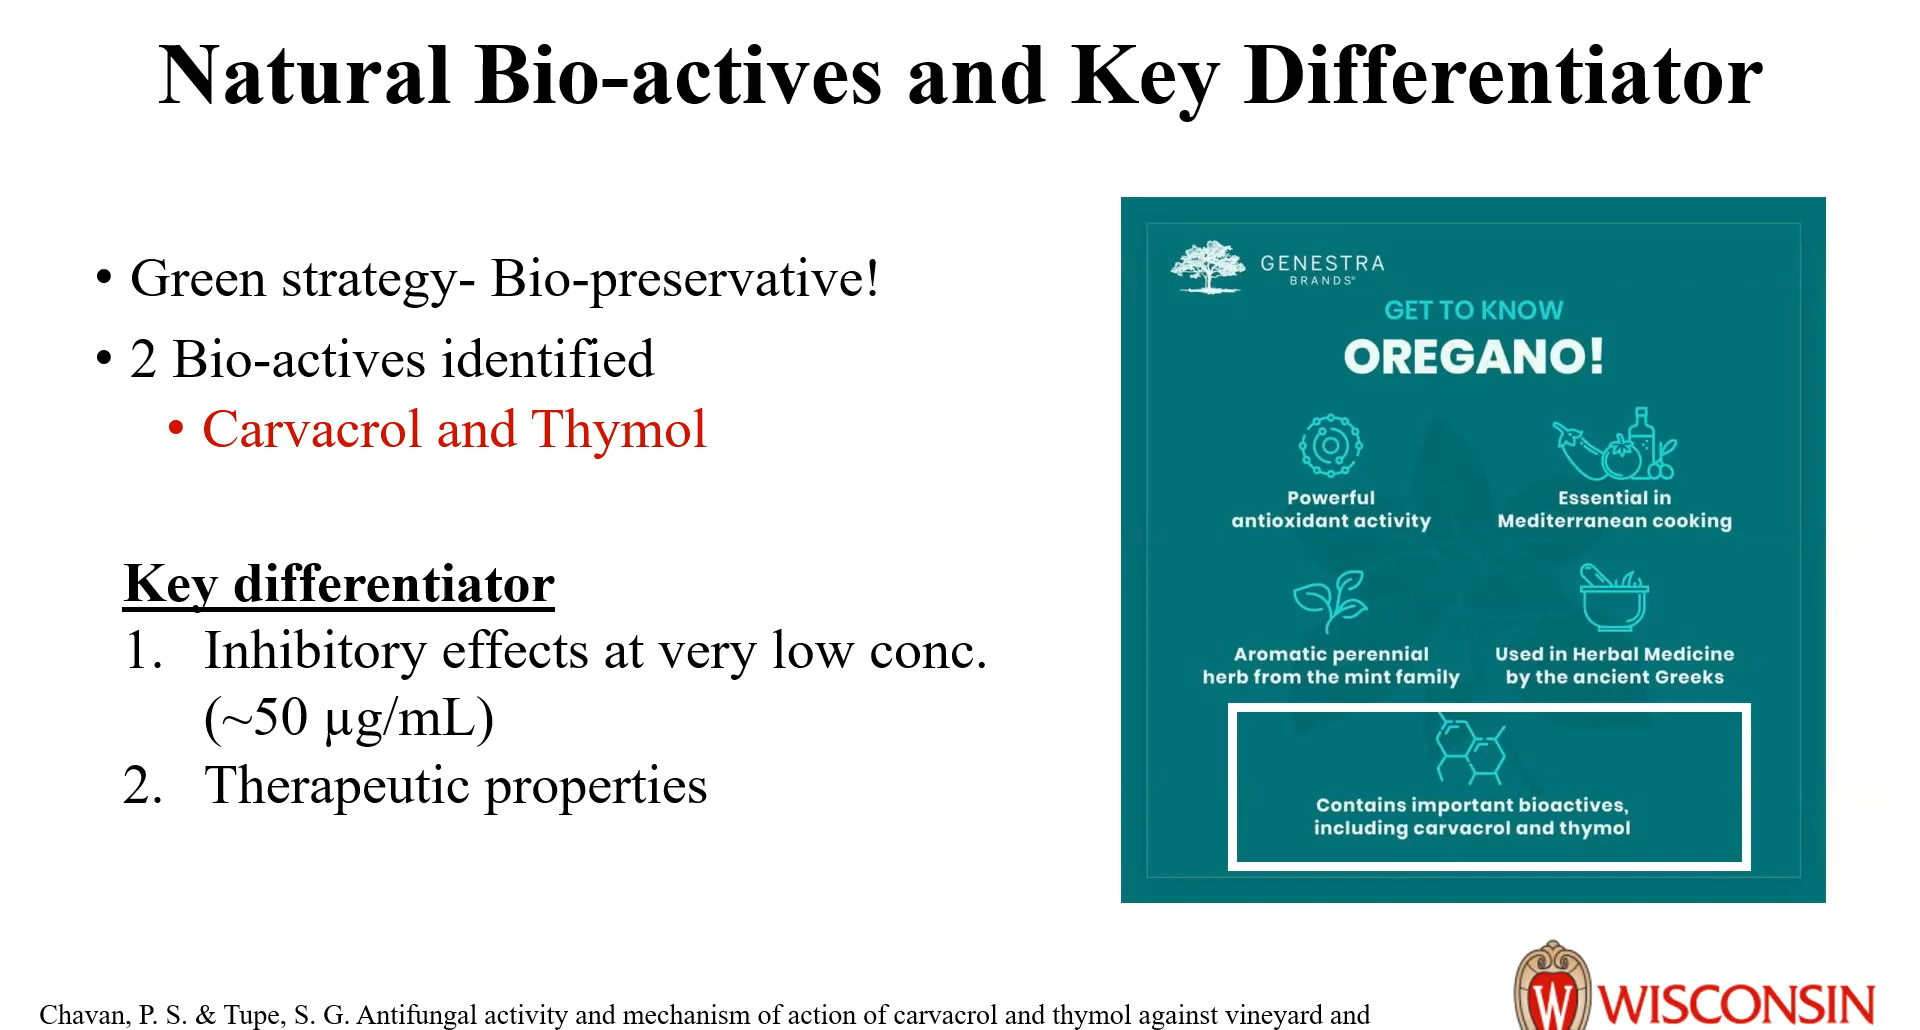 Natural Bio-actives and Key Differentiator
• Green strategy- Bio-preservative!
• 2 Bio-actives identified
• Carvacrol and Thymol
Key differentiator
1. Inhibitory effects at very low conc.
(~50 µg/mL)
2. Therapeutic properties
GENESTRA
BRANDS®
GET TO KNOW
OREGANO!
Powerful
antioxidant activity
Essential in
Mediterranean cooking
Aromatic perennial
herb from the mint family
Used in Herbal Medicine
by the ancient Greeks
Contains important bioactives,
including carvacrol and thymol
Chavan, P. S. & Tupe, S. G. Antifungal activity and mechanism of action of carvacrol and thymol against vineyard and
W WISCONSIN